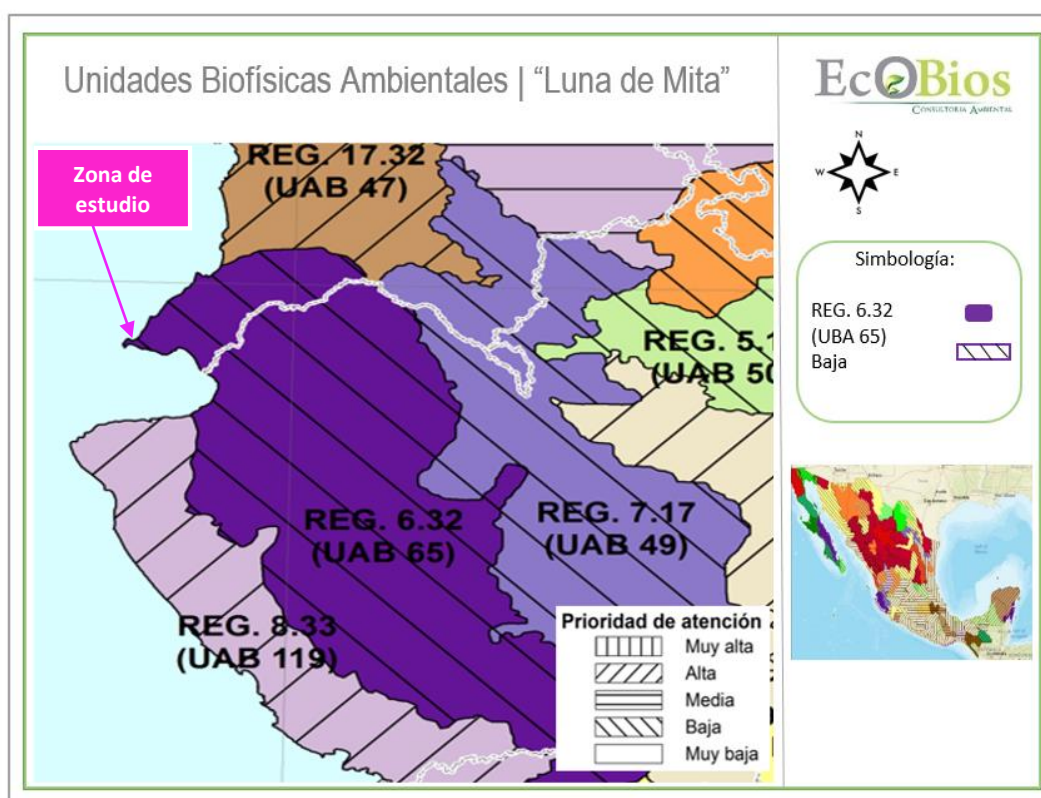 Unidades Biofísicas Ambientales | “Luna de Mita”
EcOBios
CONSULTORÍA AMBIENTAL
N
W E
S
Zona de
estudio
REG. 17.32
(UAB 47)
REG. 5.1
(UAB 50
REG. 6.32
(UAB 65)
REG. 7.17
(UAB 49)
REG. 8.33
(UAB 119)
Prioridad de atención
Muy alta
Alta
Media
Baja
Muy baja
Simbología:
REG. 6.32
(UBA 65)
Baja